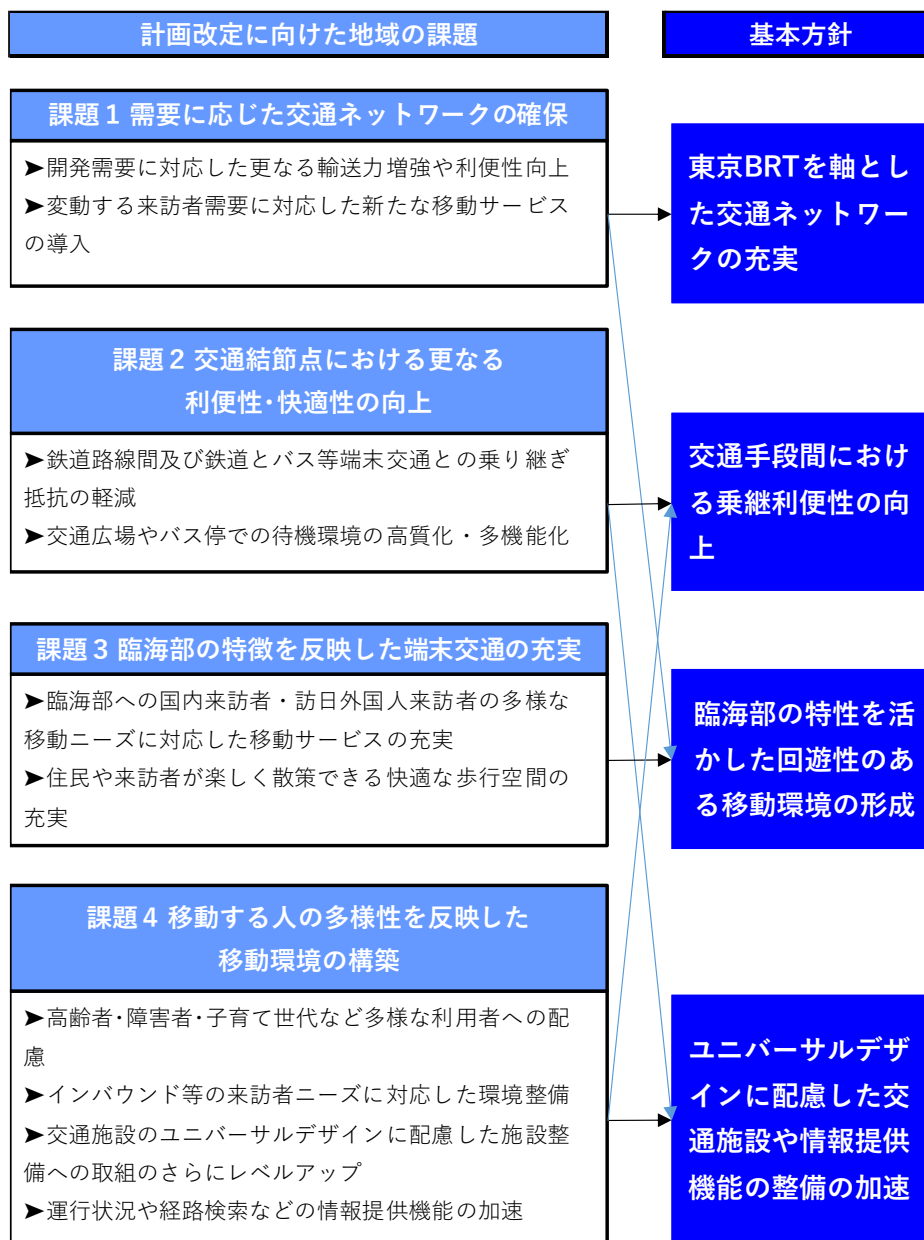 計画改定に向けた地域の課題
基本方針
課題1 需要に応じた交通ネットワークの確保
➤開発需要に対応した更なる輸送力増強や利便性向上
➤変動する来訪者需要に対応した新たな移動サービス
の導入
東京BRTを軸とし
た交通ネットワー
クの充実
課題2 交通結節点における更なる
利便性･快適性の向上
➤鉄道路線間及び鉄道とバス等端末交通との乗り継ぎ
抵抗の軽減
➤交通広場やバス停での待機環境の高質化・多機能化
交通手段間におけ
る乗継利便性の向
上
課題3 臨海部の特徴を反映した端末交通の充実
➤臨海部への国内来訪者・訪日外国人来訪者の多様な
移動ニーズに対応した移動サービスの充実
➤住民や来訪者が楽しく散策できる快適な歩行空間の
充実
臨海部の特性を活
かした回遊性のあ
る移動環境の形成
課題4 移動する人の多様性を反映した
移動環境の構築
➤高齢者･障害者･子育て世代など多様な利用者への配
慮
➤インバウンド等の来訪者ニーズに対応した環境整備
➤交通施設のユニバーサルデザインに配慮した施設整
備への取組のさらにレベルアップ
➤運行状況や経路検索などの情報提供機能の加速
ユニバーサルデザ
インに配慮した交
通施設や情報提供
機能の整備の加速